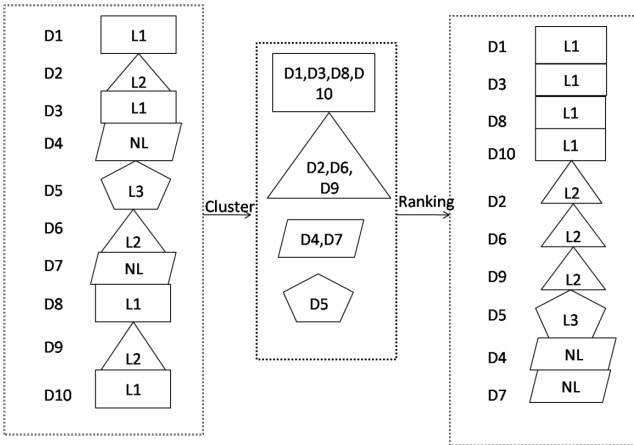 D1 L1
D2 L2
D3 L1
D4 NL
D5 L3
D6 L2
D7 NL
D8 L1
D9 L2
D10 L1
Cluster
D1,D3,D8,D
10
D2,D6,
D9
D4,D7
D5
Ranking
D1 L1
D3 L1
D8 L1
D10 L1
D2 L2
D6 L2
D9 L2
D5 L3
D4 NL
D7 NL